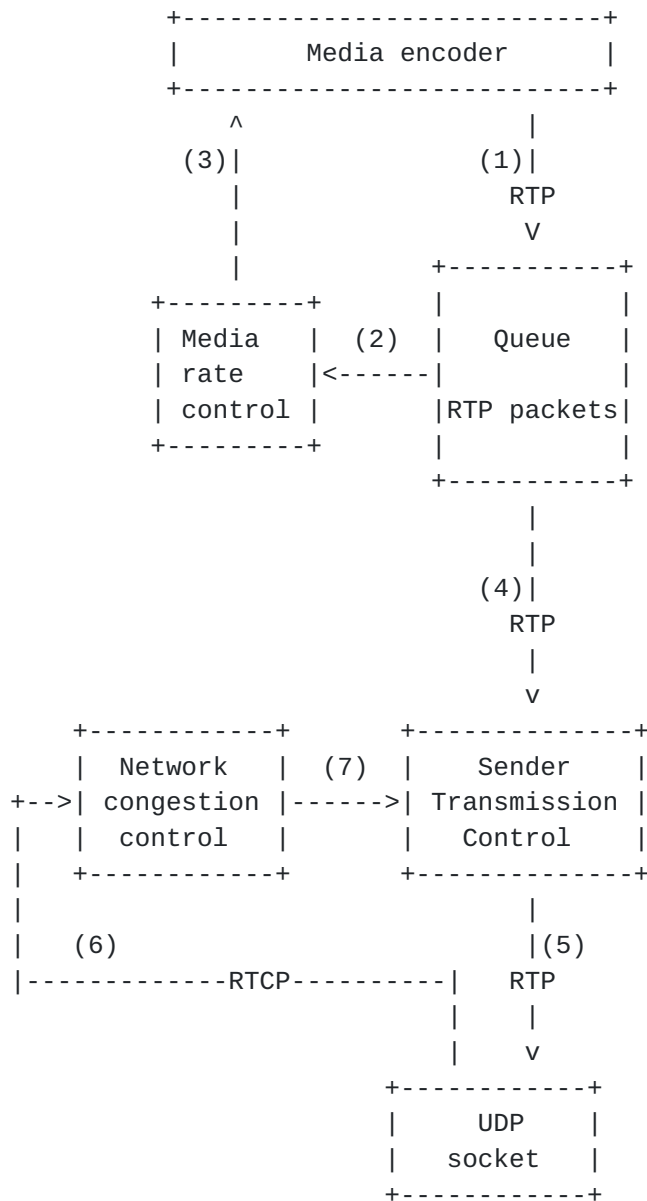 Media encoder
(3) (1)
RTP
Media (2) Queue
rate
control RTP packets
(4)
RTP
Network (7) Sender
congestion Transmission
control Control
(6) (5)
RTCP RTP
UDP
socket